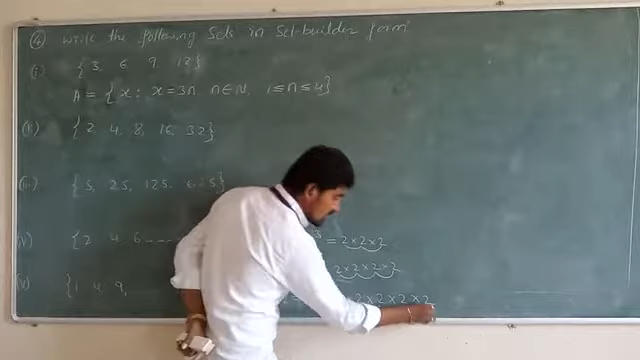 ④ Write the following Sets in Set-builder form
(i) {3, 6, 9, 12}
A = {x : x = 3n, n∈N, 1≤n≤4}
(ii) {2, 4, 8, 16, 32}
(iii) {5, 25, 125, 625}
(iv) {2, 4, 6.....
= 2×2×2
2×2×2×2
(v) {1, 4, 9,
2×2×2×2